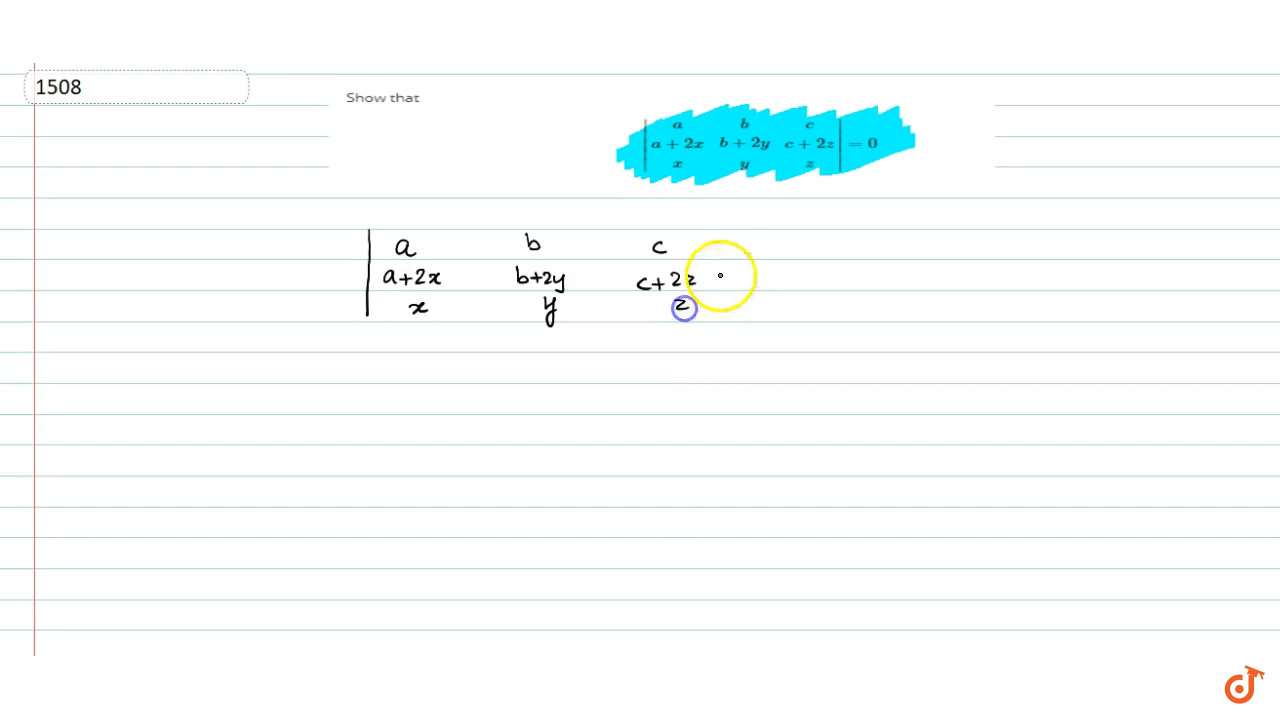 1508
Show that
a b c
a + 2x b + 2y c + 2z = 0
x y z
a b c
a+2x b+2y c+2z
x y z